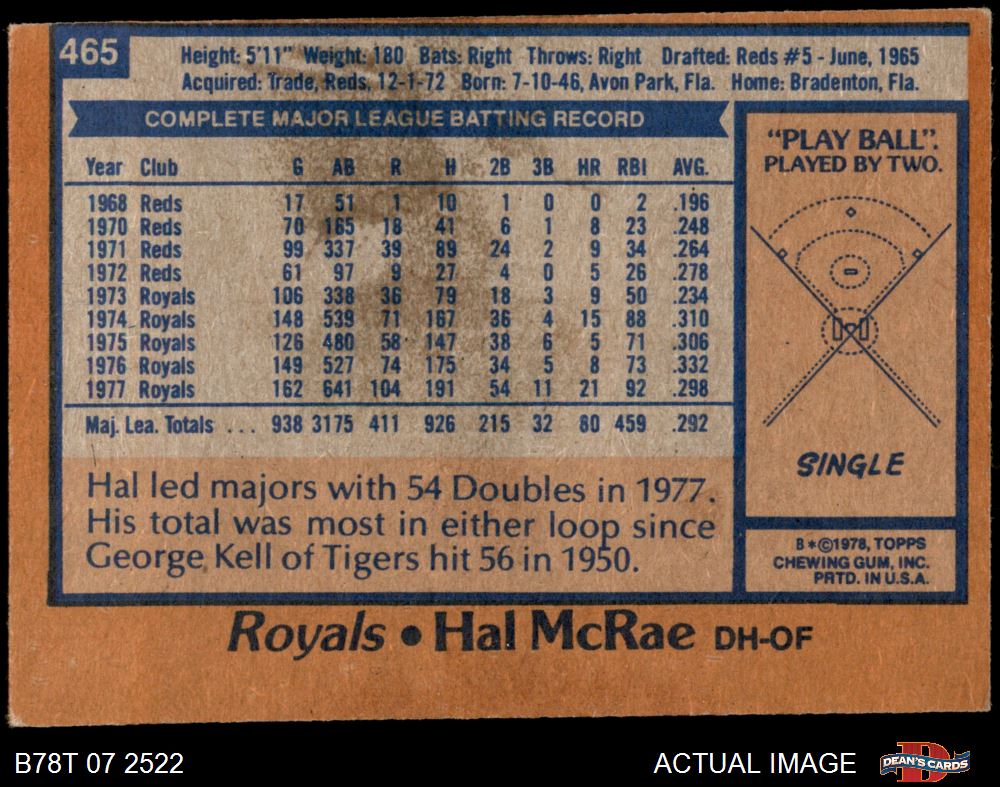 465
Height: 5'11" Weight: 180 Bats: Right Throws: Right Drafted: Reds #5 - June, 1965
Acquired: Trade, Reds, 12-1-72 Born: 7-10-46, Avon Park, Fla. Home: Bradenton, Fla.
COMPLETE MAJOR LEAGUE BATTING RECORD
Year Club G AB R H 2B 3B HR RBI AVG.
1968 Reds 17 51 1 10 1 0 0 2 .196
1970 Reds 70 165 18 41 6 1 8 23 .248
1971 Reds 99 337 39 89 24 2 9 34 .264
1972 Reds 61 97 9 27 4 0 5 26 .278
1973 Royals 106 338 36 79 18 3 9 50 .234
1974 Royals 148 539 71 167 36 4 15 88 .310
1975 Royals 126 480 58 147 38 6 5 71 .306
1976 Royals 149 527 74 175 34 5 8 73 .332
1977 Royals 162 641 104 191 54 11 21 92 .298
Maj. Lea. Totals ... 938 3175 411 926 215 32 80 459 .292
Hal led majors with 54 Doubles in 1977.
His total was most in either loop since
George Kell of Tigers hit 56 in 1950.
"PLAY BALL":
PLAYED BY TWO.
SINGLE
B*©1978, TOPPS
CHEWING GUM, INC.
PRTD. IN U.S.A.
Royals • Hal McRae DH-OF
B78T 07 2522
ACTUAL IMAGE
DEAN'S CARDS